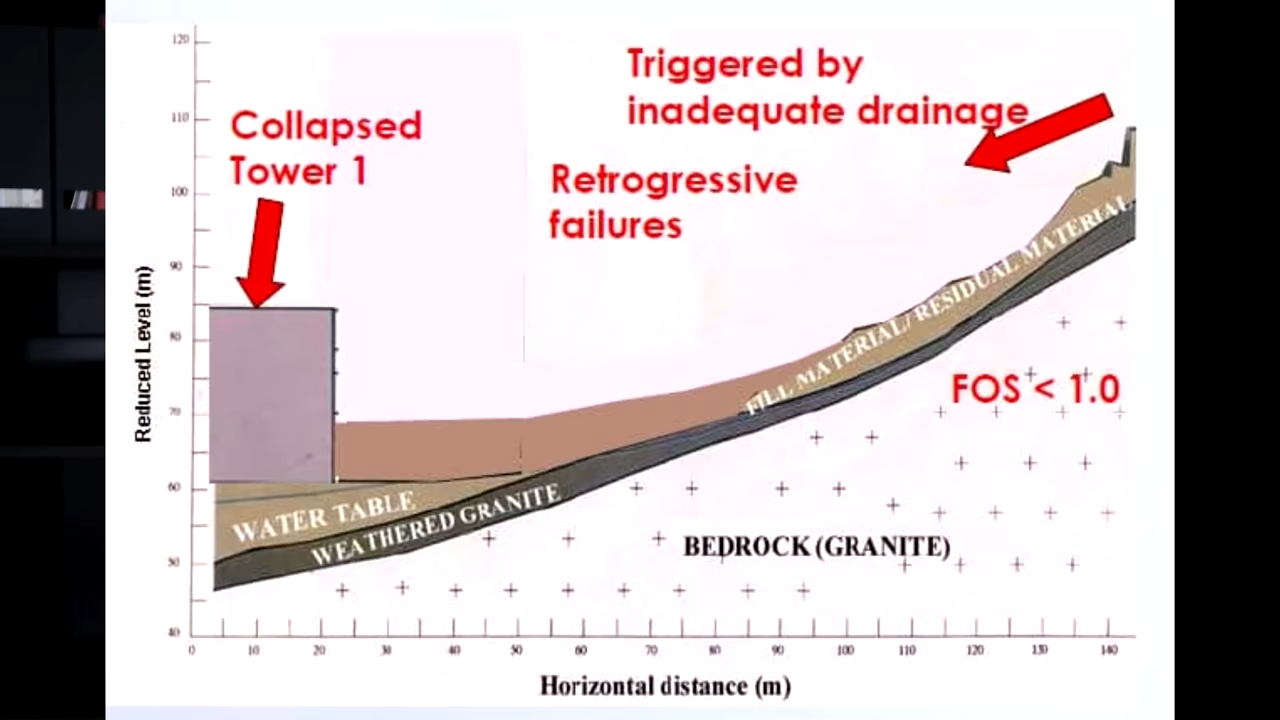 Triggered by
inadequate drainage
Collapsed
Tower 1
Retrogressive
failures
FILL MATERIAL/ RESIDUAL MATERIAL
FOS < 1.0
WATER TABLE
WEATHERED GRANITE
BEDROCK (GRANITE)
Reduced Level (m)
120
110
100
90
80
70
60
50
40
0 10 20 30 40 50 60 70 80 90 100 110 120 130 140
Horizontal distance (m)